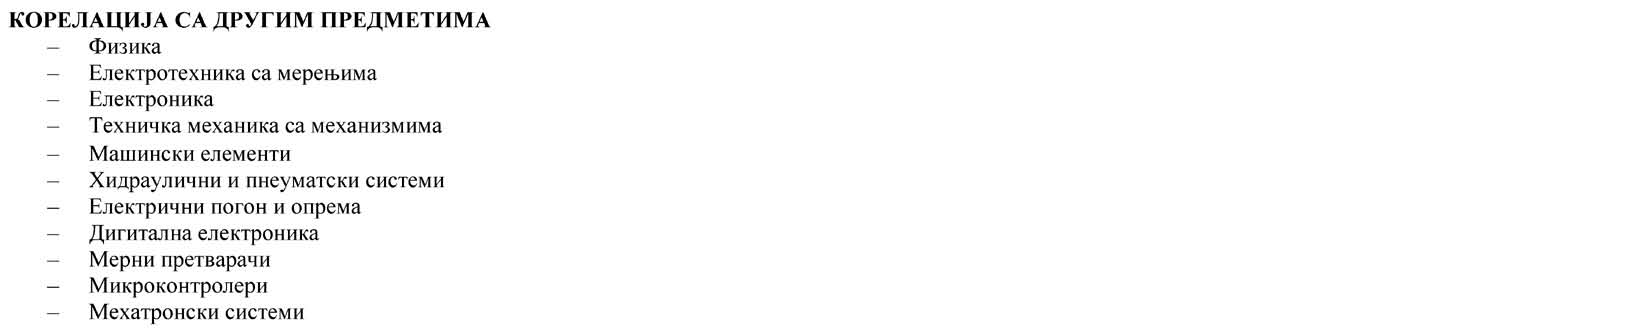 КОРЕЛАЦИЈА СА ДРУГИМ ПРЕДМЕТИМА
– Физика
– Електротехника са мерењима
– Електроника
– Техничка механика са механизмима
– Машински елементи
– Хидраулични и пнеуматски системи
– Електрични погон и опрема
– Дигитална електроника
– Мерни претварачи
– Микроконтролери
– Мехатронски системи